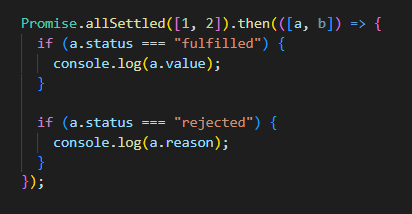 Promise.allSettled([1, 2]).then(([a, b]) => {
  if (a.status === "fulfilled") {
    console.log(a.value);
  }

  if (a.status === "rejected") {
    console.log(a.reason);
  }
});